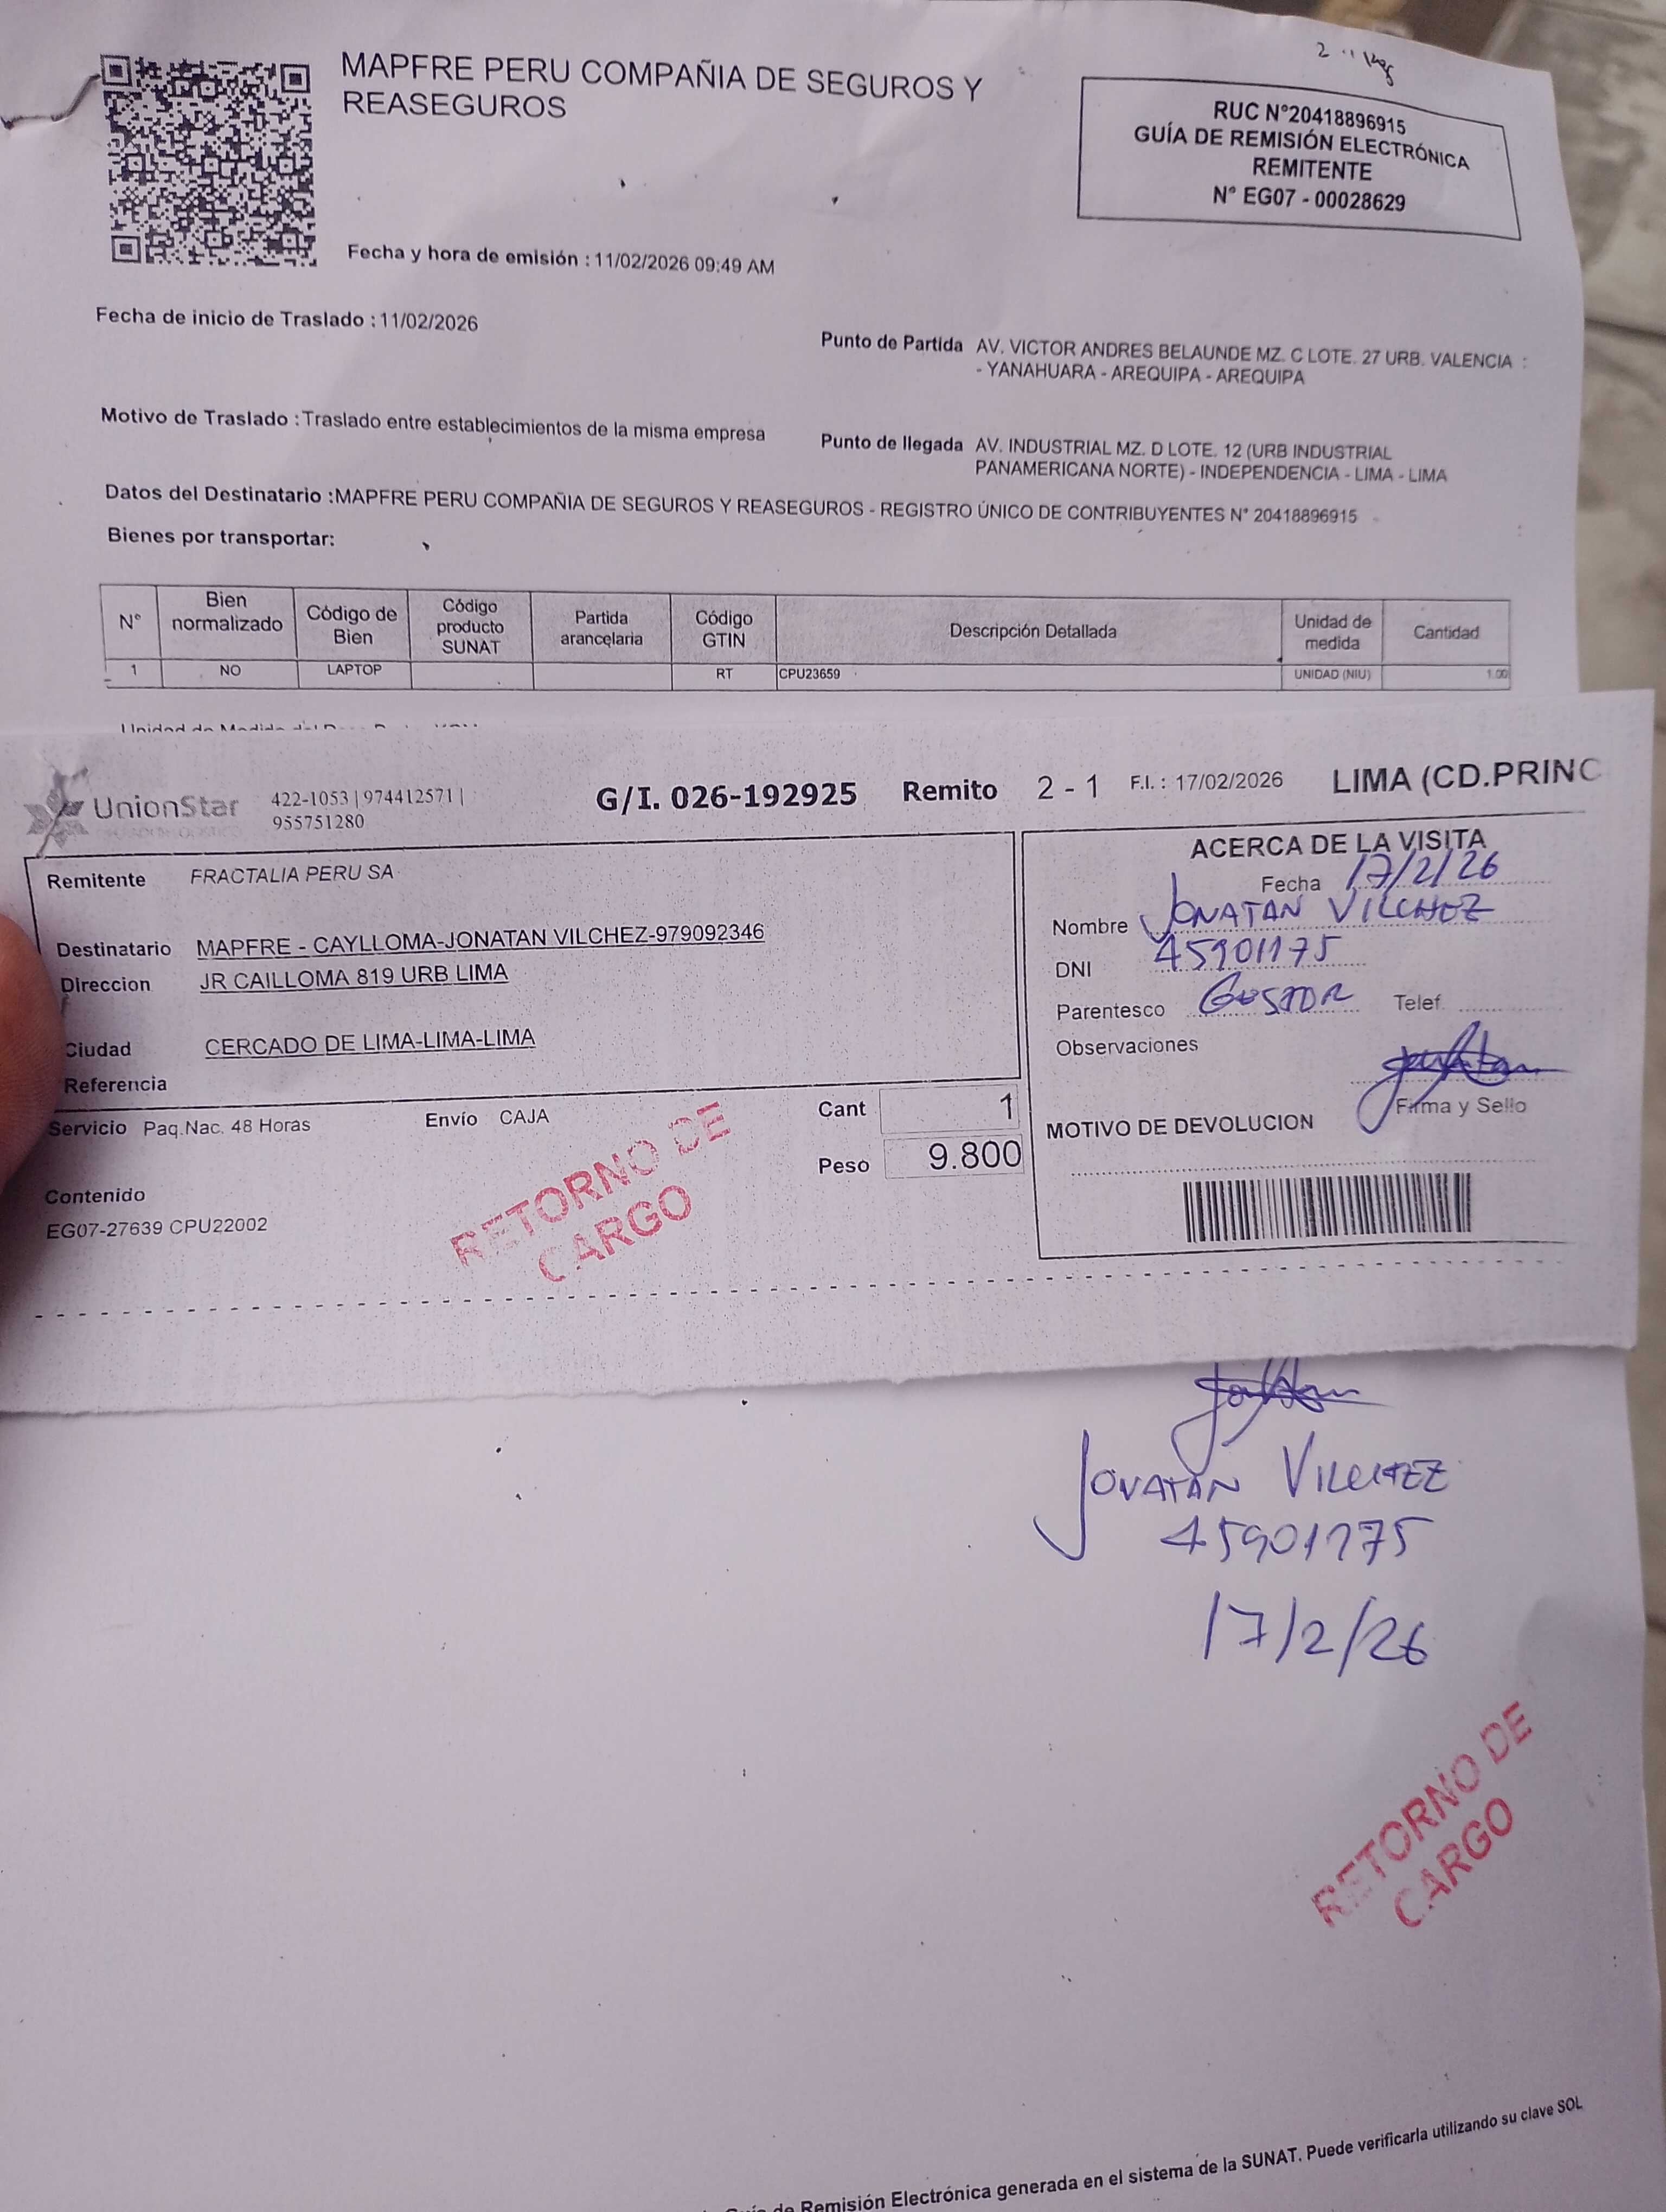 MAPFRE PERU COMPAÑIA DE SEGUROS Y
REASEGUROS
2
RUC N°20418896915
GUÍA DE REMISIÓN ELECTRÓNICA
REMITENTE
N° EG07 - 00028629
Fecha y hora de emisión : 11/02/2026 09:49 AM
Fecha de inicio de Traslado : 11/02/2026
Punto de Partida AV. VICTOR ANDRES BELAUNDE MZ. C LOTE. 27 URB. VALENCIA :
- YANAHUARA - AREQUIPA - AREQUIPA
Motivo de Traslado : Traslado entre establecimientos de la misma empresa
Punto de llegada AV. INDUSTRIAL MZ. D LOTE. 12 (URB INDUSTRIAL
PANAMERICANA NORTE) - INDEPENDENCIA - LIMA - LIMA
Datos del Destinatario : MAPFRE PERU COMPAÑIA DE SEGUROS Y REASEGUROS - REGISTRO ÚNICO DE CONTRIBUYENTES N° 20418896915
Bienes por transportar:
N° Bien normalizado Código de Bien Código producto SUNAT Partida arancelaria Código GTIN Descripción Detallada Unidad de medida Cantidad
1 NO LAPTOP RT CPU23659 UNIDAD (NIU) 1.00
UnionStar
422-1053 | 974412571 |
955751280
G/I. 026-192925 Remito 2 - 1 F.I. : 17/02/2026 LIMA (CD.PRINC
Remitente FRACTALIA PERU SA
Destinatario MAPFRE - CAYLLOMA-JONATAN VILCHEZ-979092346
Direccion JR CAILLOMA 819 URB LIMA
Ciudad CERCADO DE LIMA-LIMA-LIMA
Referencia
Servicio Paq.Nac. 48 Horas Envío CAJA Cant 1
Peso 9.800
Contenido
EG07-27639 CPU22002
RETORNO DE
CARGO
ACERCA DE LA VISITA
Fecha 17/2/26
Nombre JONATAN VILCHEZ
DNI 45901175
Parentesco GESTOR Telef.
Observaciones
Firma y Sello
MOTIVO DE DEVOLUCION
JONATAN VILCHEZ
45901175
17/2/26
RETORNO DE
CARGO
de Remisión Electrónica generada en el sistema de la SUNAT. Puede verificarla utilizando su clave SOL